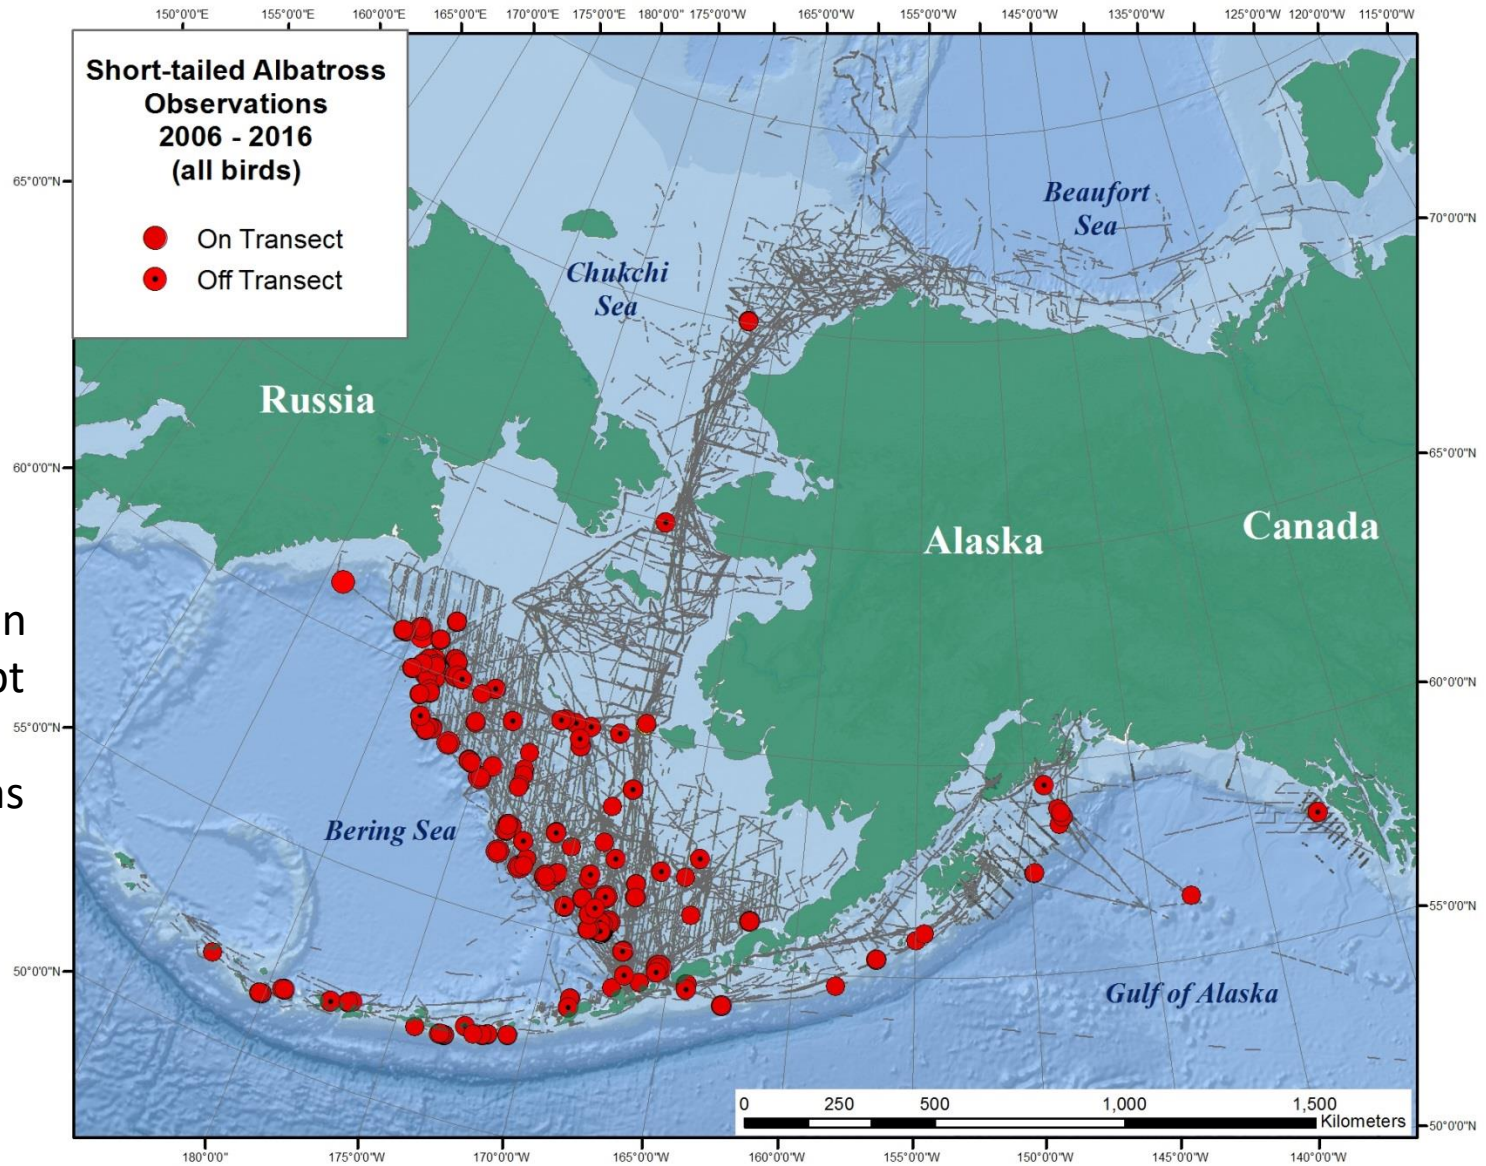 150°0'0"E 155°0'0"E 160°0'0"E 165°0'0"E 170°0'0"E 175°0'0"E 180°0'0" 175°0'0"W 165°0'0"W 155°0'0"W 145°0'0"W 135°0'0"W 125°0'0"W 120°0'0"W 115°0'0"W
Short-tailed Albatross
Observations
2006 - 2016
(all birds)
On Transect
Off Transect
65°0'0"N
70°0'0"N
Beaufort
Sea
Chukchi
Sea
Russia
60°0'0"N
65°0'0"N
Alaska
Canada
n
ot
55°0'0"N
60°0'0"N
ns
Bering Sea
50°0'0"N
55°0'0"N
Gulf of Alaska
0 250 500 1,000 1,500
Kilometers
50°0'0"N
180°0'0" 175°0'0"W 170°0'0"W 165°0'0"W 160°0'0"W 155°0'0"W 150°0'0"W 145°0'0"W 140°0'0"W